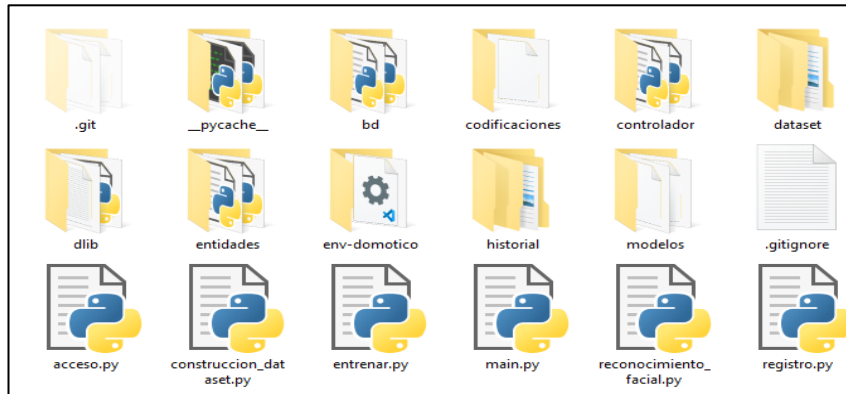 .git
__pycache__
bd
codificaciones
controlador
dataset
dlib
entidades
env-domotico
historial
modelos
.gitignore
acceso.py
construccion_dat
aset.py
entrenar.py
main.py
reconocimiento_
facial.py
registro.py